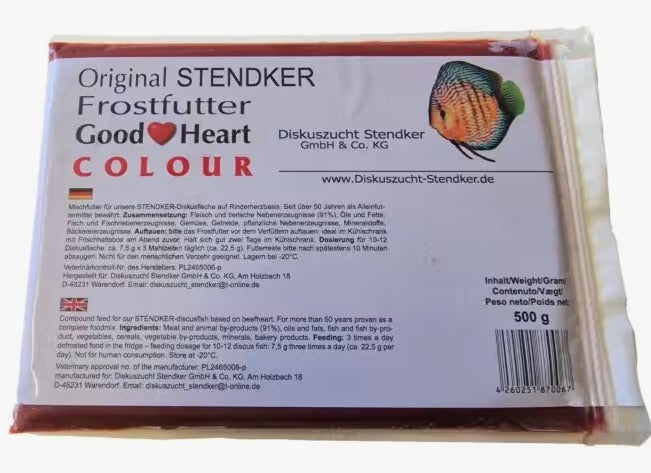 Original STENDKER
Frostfutter
Good Heart
COLOUR
Diskuszucht Stendker
GmbH & Co. KG
www.Diskuszucht-Stendker.de
Mischfutter für unsere STENDKER-Diskusfische auf Rinderherzbasis. Seit über 50 Jahren als Alleinfut-
termittel bewährt. Zusammensetzung: Fleisch und tierische Nebenerzeugnisse (91%), Öle und Fette,
Fisch und Fischnebenerzeugnisse, Gemüse, Getreide, pflanzliche Nebenerzeugnisse, Mineralstoffe,
Bäckereierzeugnisse. Auftauen: bitte das Frostfutter vor dem Verfüttern auftauen: ideal im Kühlschrank
mit Frischhaltebox am Abend zuvor. Hält sich gut zwei Tage im Kühlschrank. Dosierung für 10-12
Diskusfische, ca. 7,5 g x 3 Mahlzeiten täglich (ca. 22,5 g). Futterreste bitte nach spätestens 10 Minuten
absaugen. Nicht für den menschlichen Verzehr geeignet. Lagern bei -20°C.
Veterinärkontroll-Nr. des Herstellers: PL2465006-p
Hergestellt für: Diskuszucht Stendker GmbH & Co. KG, Am Holzbach 18
D-48231 Warendorf. Email: diskuszucht_stendker@t-online.de
Compound feed for our STENDKER-discusfish based on beefheart. For more than 50 years proven as a
complete foodmix. Ingredients: Meat and animal by-products (91%), oils and fats, fish and fish by-pro-
duct, vegetables, cereals, vegetable by-products, minerals, bakery products. Feeding: 3 times a day
defrosted food in the fridge – feeding dosage for 10-12 discus fish: 7,5 g three times a day (ca. 22,5 g per
day). Not for human consumption. Store at -20°C.
Veterinary approval no. of the manufacturer: PL2465006-p
manufactured for: Diskuszucht Stendker GmbH & Co. KG, Am Holzbach 18
D-48231 Warendorf. Email: diskuszucht_stendker@t-online.de
Inhalt/Weight/Gram/
Contenuto/Vægt/
Peso neto/Poids net
500 g
4 260251 870067